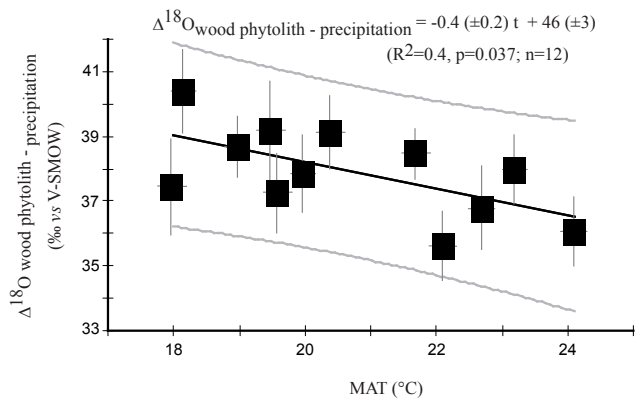 Δ18Owood phytolith - precipitation = -0.4 (±0.2) t + 46 (±3)
(R2=0.4, p=0.037; n=12)
Δ18O wood phytolith - precipitation
(‰ vs V-SMOW)
41
39
37
35
33
18
20
22
24
MAT (°C)